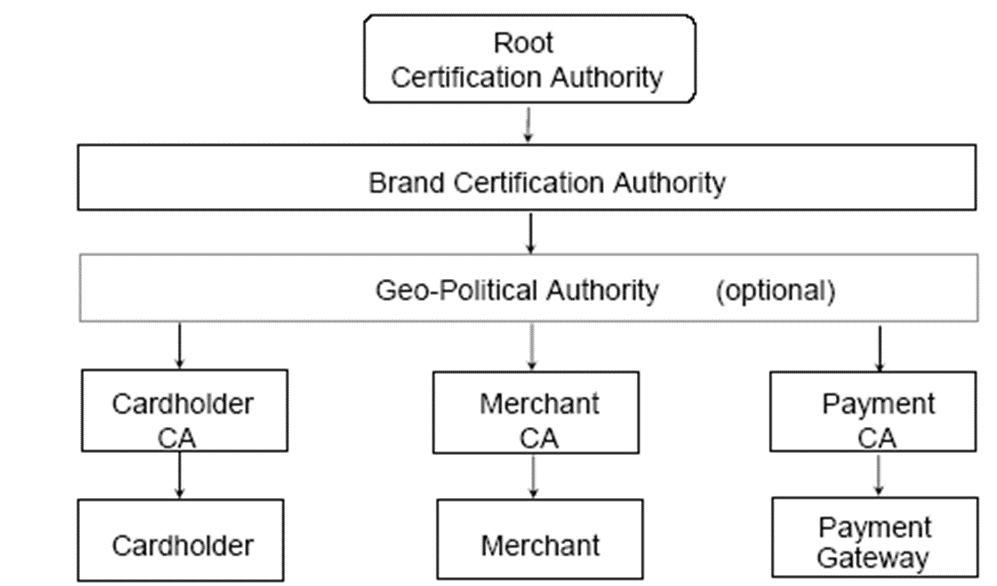 Root
Certification Authority
Brand Certification Authority
Geo-Political Authority (optional)
Cardholder
CA
Merchant
CA
Payment
CA
Cardholder
Merchant
Payment
Gateway